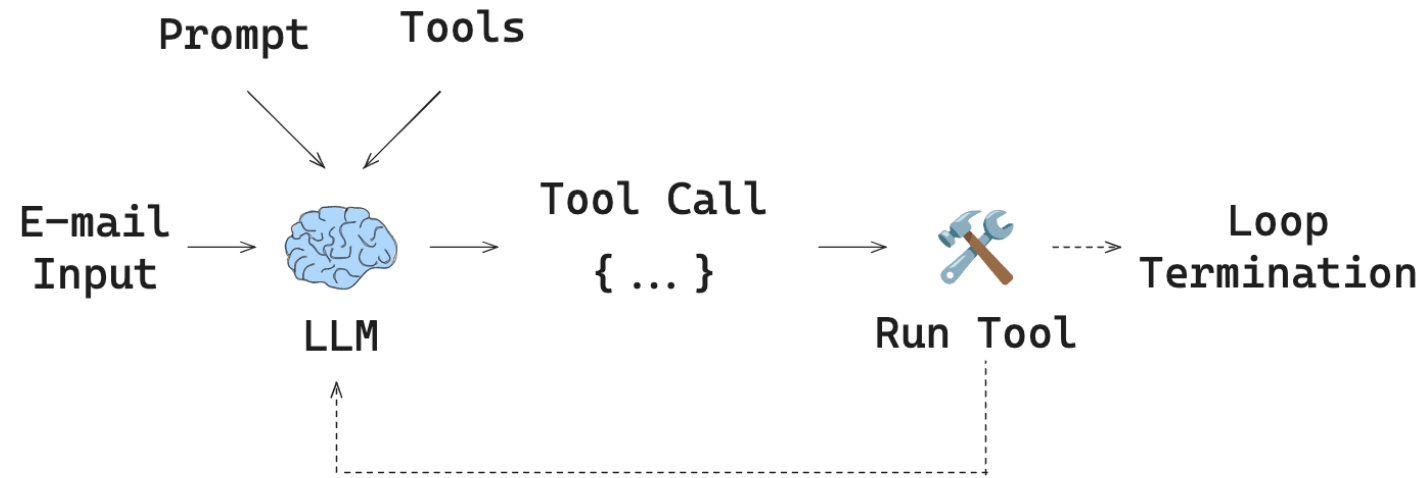 Prompt
Tools
E-mail
Input
LLM
Tool Call
{ ... }
Run Tool
Loop
Termination